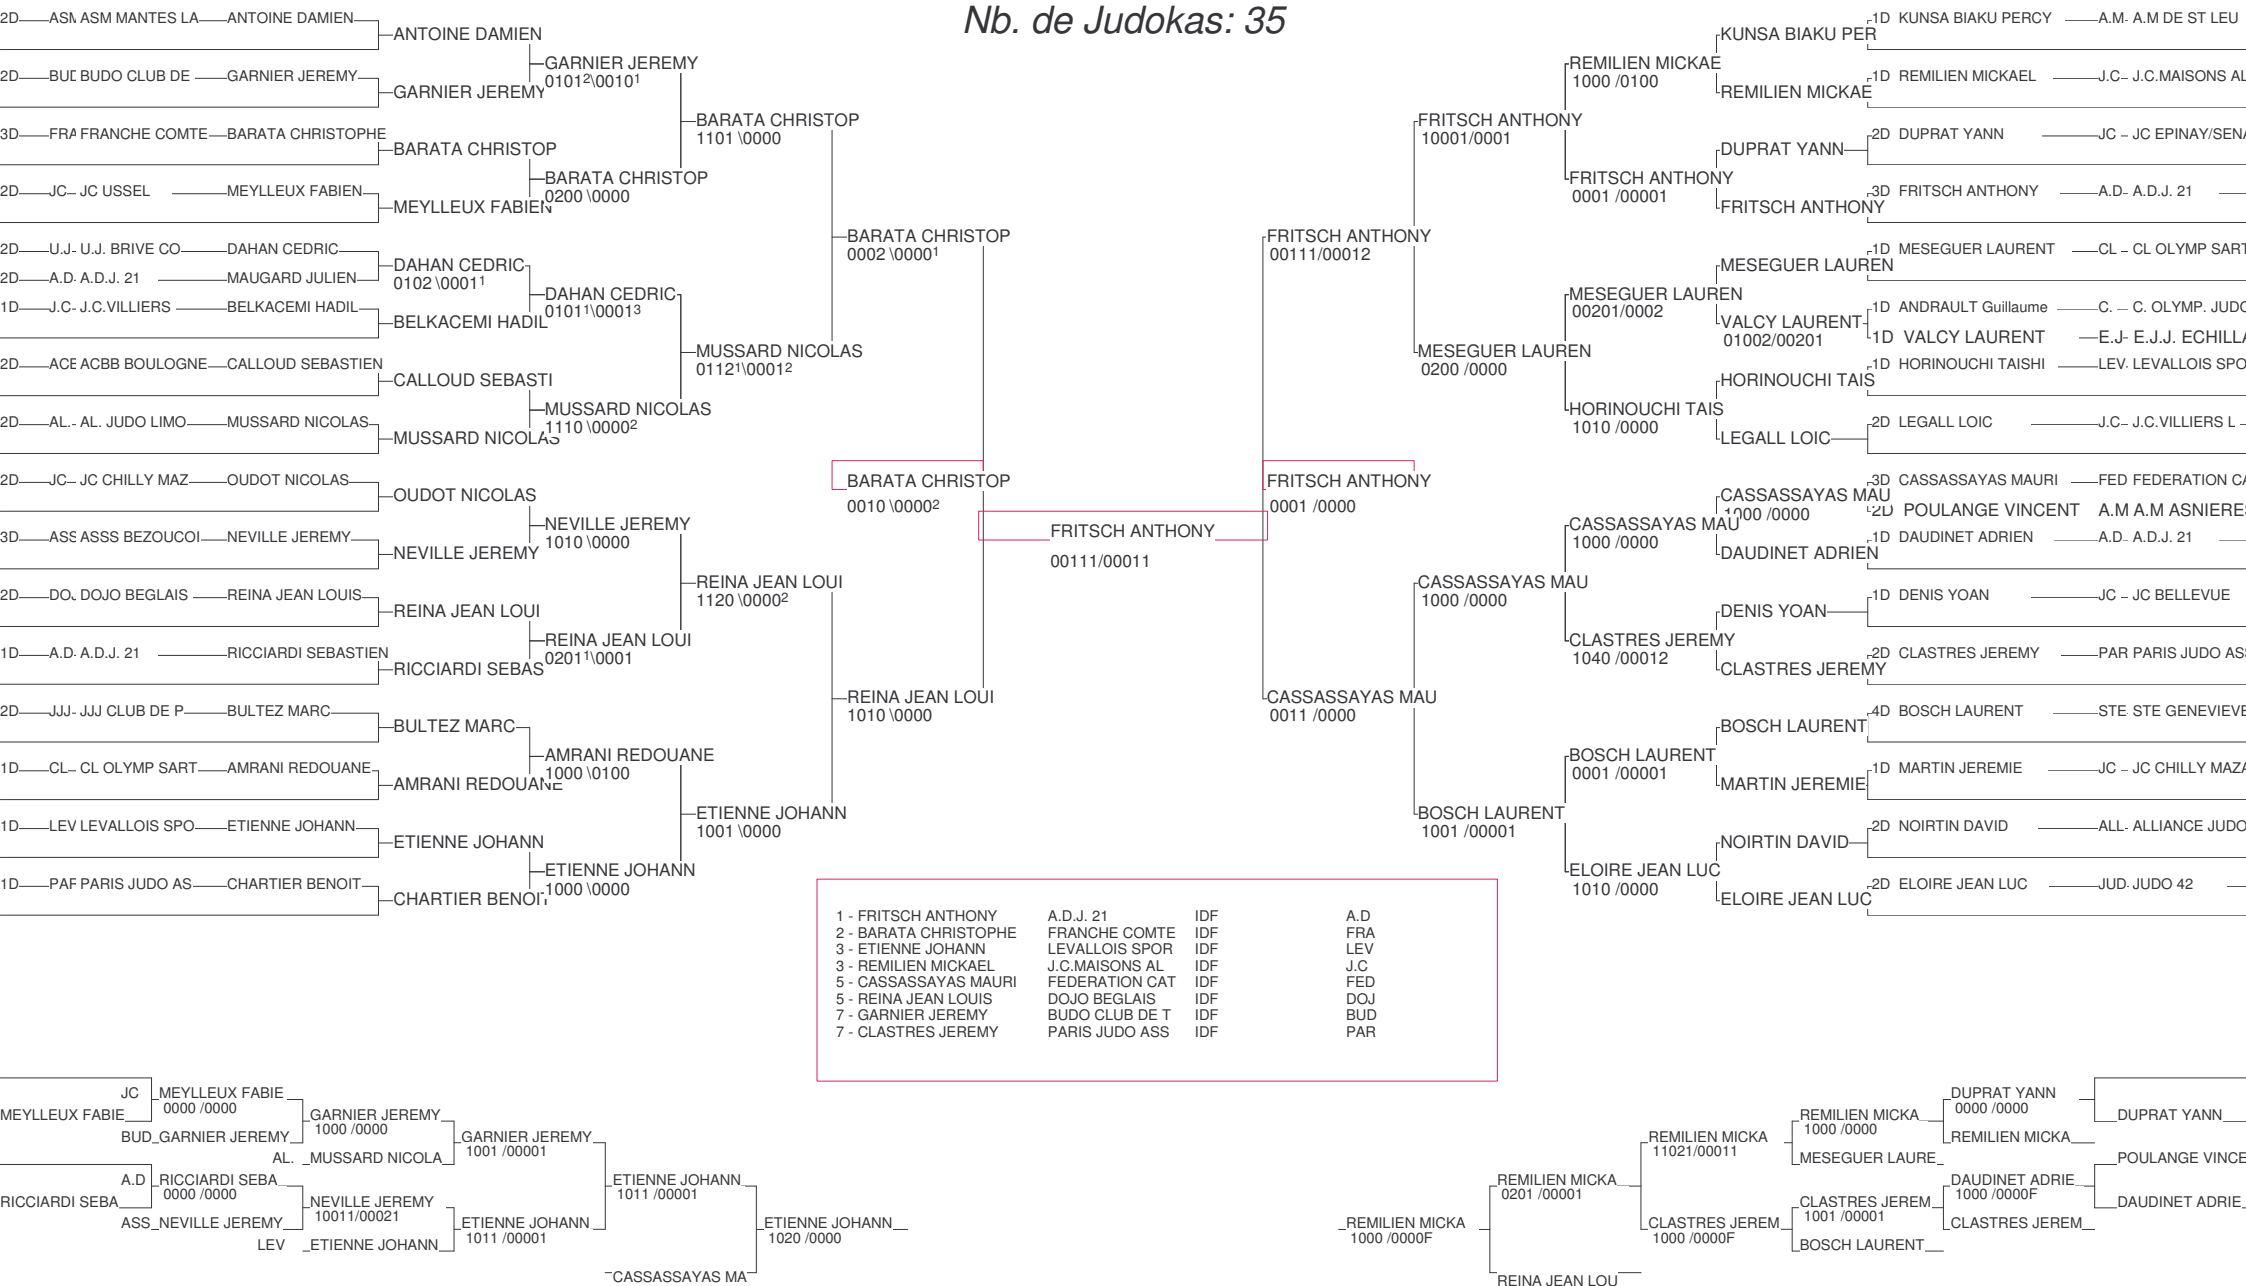 Nb. de Judokas: 35
2D ASM ASM MANTES LA ANTOINE DAMIEN
2D BUD BUDO CLUB DE GARNIER JEREMY
3D FRA FRANCHE COMTE BARATA CHRISTOPHE
2D JC JC USSEL MEYLLEUX FABIEN
2D U.J U.J. BRIVE CO DAHAN CEDRIC
2D A.D A.D.J. 21 MAUGARD JULIEN
1D J.C J.C.VILLIERS BELKACEMI HADIL
2D ACB ACBB BOULOGNE CALLOUD SEBASTIEN
2D AL. AL. JUDO LIMO MUSSARD NICOLAS
2D JC JC CHILLY MAZ OUDOT NICOLAS
3D ASS ASSS BEZOUCOI NEVILLE JEREMY
2D DOJ DOJO BEGLAIS REINA JEAN LOUIS
1D A.D A.D.J. 21 RICCIARDI SEBASTIEN
2D JJJ JJJ CLUB DE P BULTEZ MARC
1D CL CL OLYMP SART AMRANI REDOUANE
1D LEV LEVALLOIS SPO ETIENNE JOHANN
1D PAR PARIS JUDO AS CHARTIER BENOIT
ANTOINE DAMIEN
GARNIER JEREMY
BARATA CHRISTOP
MEYLLEUX FABIEN
DAHAN CEDRIC
0102 \0001¹
BELKACEMI HADIL
CALLOUD SEBASTI
MUSSARD NICOLAS
OUDOT NICOLAS
NEVILLE JEREMY
REINA JEAN LOUI
RICCIARDI SEBAS
BULTEZ MARC
AMRANI REDOUANE
ETIENNE JOHANN
CHARTIER BENOIT
GARNIER JEREMY
0101²\0010¹
BARATA CHRISTOP
0200 \0000
DAHAN CEDRIC
0101¹\0001³
MUSSARD NICOLAS
1110 \0000²
NEVILLE JEREMY
1010 \0000
REINA JEAN LOUI
0201¹\0001
AMRANI REDOUANE
1000 \0100
ETIENNE JOHANN
1000 \0000
BARATA CHRISTOP
1101 \0000
MUSSARD NICOLAS
0112¹\0001²
REINA JEAN LOUI
1120 \0000²
ETIENNE JOHANN
1001 \0000
BARATA CHRISTOP
0002 \0000¹
REINA JEAN LOUI
1010 \0000
BARATA CHRISTOP
0010 \0000²
FRITSCH ANTHONY
00111/00011
FRITSCH ANTHONY
0001 /0000
FRITSCH ANTHONY
00111/00012
CASSASSAYAS MAU
0011 /0000
FRITSCH ANTHONY
10001/0001
MESEGUER LAUREN
0200 /0000
CASSASSAYAS MAU
1000 /0000
BOSCH LAURENT
1001 /00001
REMILIEN MICKAE
1000 /0100
FRITSCH ANTHONY
0001 /00001
MESEGUER LAUREN
00201/0002
HORINOUCHI TAIS
1010 /0000
CASSASSAYAS MAU
1000 /0000
CLASTRES JEREMY
1040 /00012
BOSCH LAURENT
0001 /00001
ELOIRE JEAN LUC
1010 /0000
KUNSA BIAKU PER
REMILIEN MICKAE
DUPRAT YANN
FRITSCH ANTHONY
MESEGUER LAUREN
VALCY LAURENT
01002/00201
HORINOUCHI TAIS
LEGALL LOIC
CASSASSAYAS MAU
1000 /0000
DAUDINET ADRIEN
DENIS YOAN
CLASTRES JEREMY
BOSCH LAURENT
MARTIN JEREMIE
NOIRTIN DAVID
ELOIRE JEAN LUC
1D KUNSA BIAKU PERCY A.M A.M DE ST LEU
1D REMILIEN MICKAEL J.C J.C.MAISONS AL
2D DUPRAT YANN JC JC EPINAY/SENA
3D FRITSCH ANTHONY A.D A.D.J. 21
1D MESEGUER LAURENT CL CL OLYMP SART
1D ANDRAULT Guillaume C. C. OLYMP. JUDO
1D VALCY LAURENT E.J E.J.J. ECHILLA
1D HORINOUCHI TAISHI LEV LEVALLOIS SPO
2D LEGALL LOIC J.C J.C.VILLIERS L
3D CASSASSAYAS MAURI FED FEDERATION CA
2D POULANGE VINCENT A.M A.M ASNIERES
1D DAUDINET ADRIEN A.D A.D.J. 21
1D DENIS YOAN JC JC BELLEVUE
2D CLASTRES JEREMY PAR PARIS JUDO ASS
4D BOSCH LAURENT STE STE GENEVIEVE
1D MARTIN JEREMIE JC JC CHILLY MAZA
2D NOIRTIN DAVID ALL ALLIANCE JUDO
2D ELOIRE JEAN LUC JUD JUDO 42
1 - FRITSCH ANTHONY A.D.J. 21 IDF A.D
2 - BARATA CHRISTOPHE FRANCHE COMTE IDF FRA
3 - ETIENNE JOHANN LEVALLOIS SPOR IDF LEV
3 - REMILIEN MICKAEL J.C.MAISONS AL IDF J.C
5 - CASSASSAYAS MAURI FEDERATION CAT IDF FED
5 - REINA JEAN LOUIS DOJO BEGLAIS IDF DOJ
7 - GARNIER JEREMY BUDO CLUB DE T IDF BUD
7 - CLASTRES JEREMY PARIS JUDO ASS IDF PAR
MEYLLEUX FABIE
RICCIARDI SEBA
JC MEYLLEUX FABIE
0000 /0000
BUD GARNIER JEREMY
A.D RICCIARDI SEBA
0000 /0000
ASS NEVILLE JEREMY
GARNIER JEREMY
1000 /0000
AL. MUSSARD NICOLA
NEVILLE JEREMY
10011/00021
LEV ETIENNE JOHANN
GARNIER JEREMY
1001 /00001
ETIENNE JOHANN
1011 /00001
ETIENNE JOHANN
1011 /00001
CASSASSAYAS MA
ETIENNE JOHANN
1020 /0000
REMILIEN MICKA
1000 /0000F
REMILIEN MICKA
0201 /00001
REINA JEAN LOU
REMILIEN MICKA
11021/00011
CLASTRES JEREM
1000 /0000F
REMILIEN MICKA
1000 /0000
MESEGUER LAURE
CLASTRES JEREM
1001 /00001
BOSCH LAURENT
DUPRAT YANN
0000 /0000
REMILIEN MICKA
DAUDINET ADRIE
1000 /0000F
CLASTRES JEREM
DUPRAT YANN
POULANGE VINCE
DAUDINET ADRIE